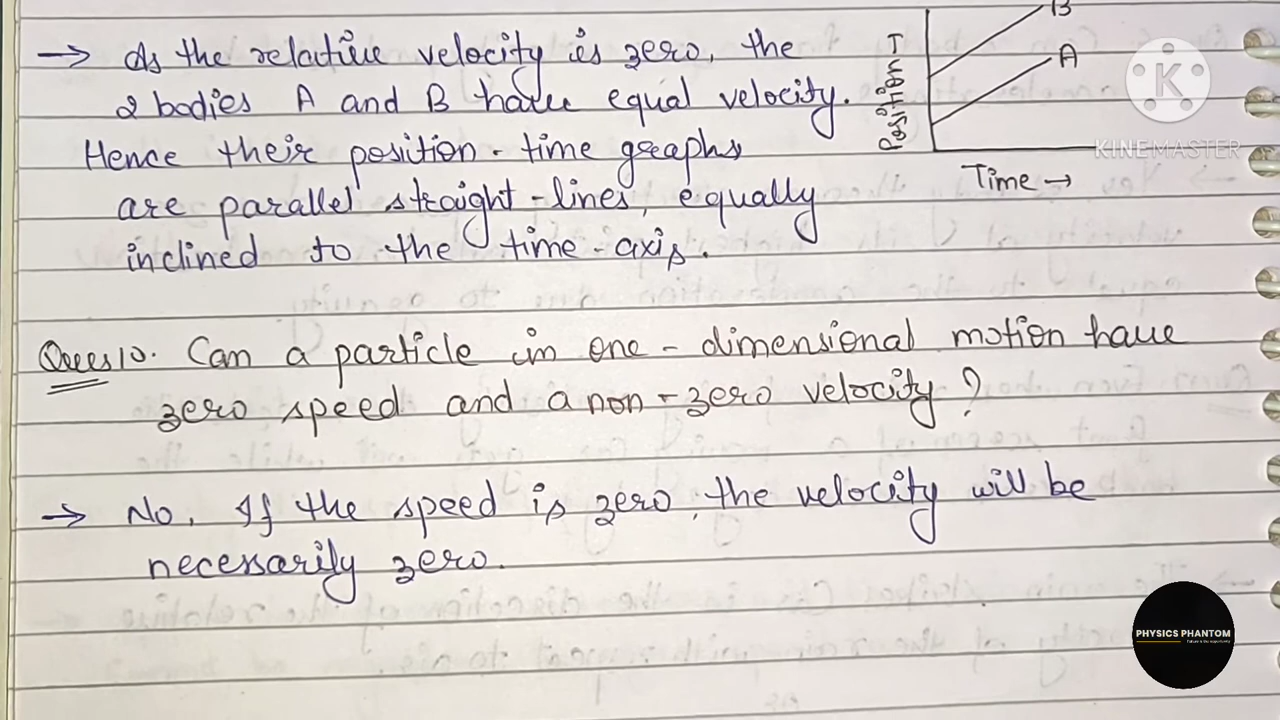 → As the relative velocity is zero, the
2 bodies A and B have equal velocity.
Hence their position-time graphs
are parallel straight-lines, equally
inclined to the time-axis.
B
A
Position →
Time →
KINEMASTER
Ques 10. Can a particle in one-dimensional motion have
zero speed and a non-zero velocity?
→ No. If the speed is zero, the velocity will be
necessarily zero.
PHYSICS PHANTOM